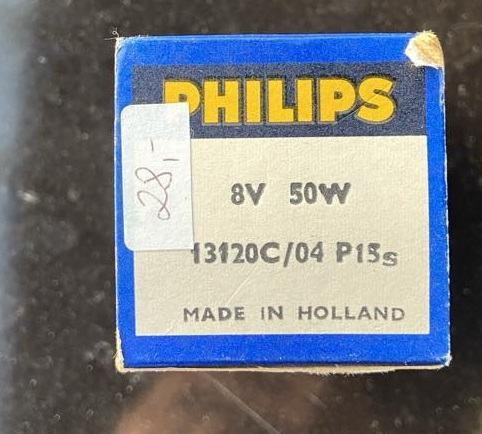 PHILIPS
28,-
8V 50W
13120C/04 P15s
MADE IN HOLLAND